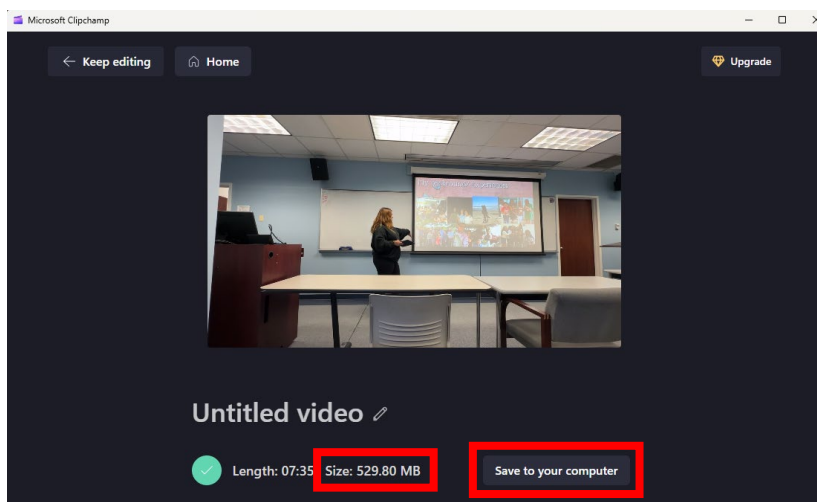 Microsoft Clipchamp
Keep editing
Home
Upgrade
Untitled video
Length: 07:35
Size: 529.80 MB
Save to your computer